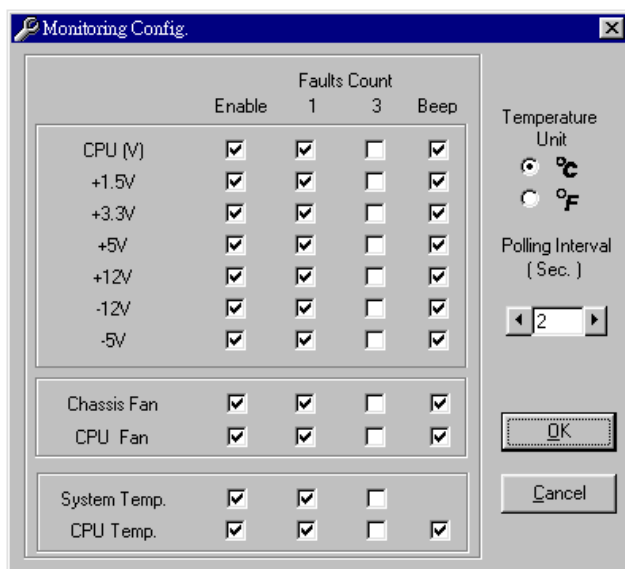 Monitoring Config.
Faults Count
Enable 1 3 Beep
CPU (V)
+1.5V
+3.3V
+5V
+12V
-12V
-5V
Chassis Fan
CPU Fan
System Temp.
CPU Temp.
Temperature
Unit
°C
°F
Polling Interval
( Sec. )
2
OK
Cancel